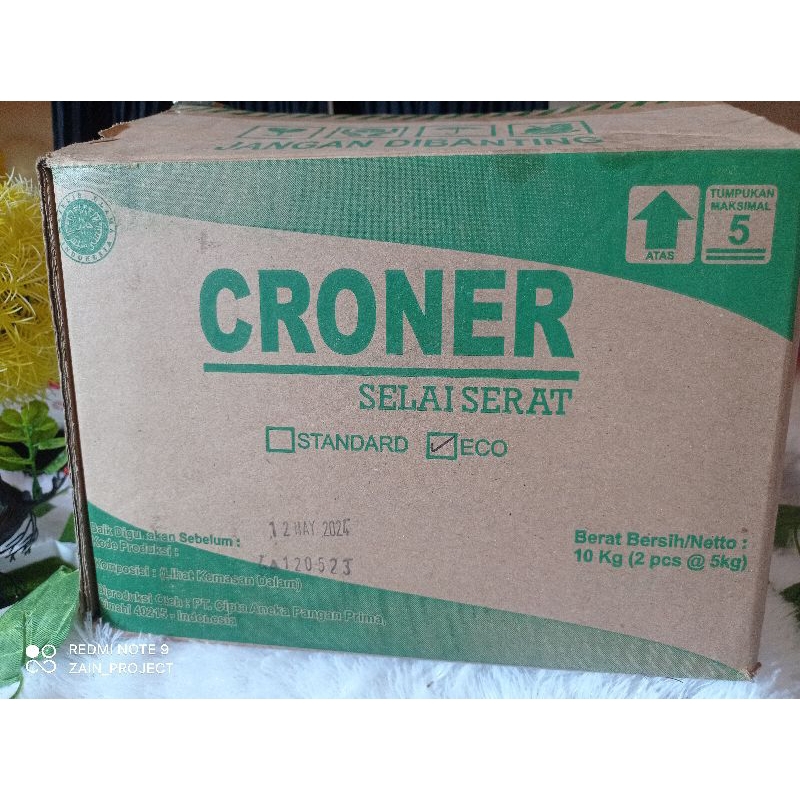 JANGAN DIBANTING
TUMPUKAN
MAKSIMAL
5
ATAS
CRONER
SELAI SERAT
STANDARD
ECO
Baik Digunakan Sebelum : 12 MAY 2024
Kode Produksi : 120523
Komposisi : (Lihat Kemasan Dalam)
Diproduksi Oleh : PT. Cipta Aneka Pangan Prima,
Cimahi 40215 - Indonesia
Berat Bersih/Netto :
10 Kg (2 pcs @ 5kg)
REDMI NOTE 9
ZAIN_PROJECT